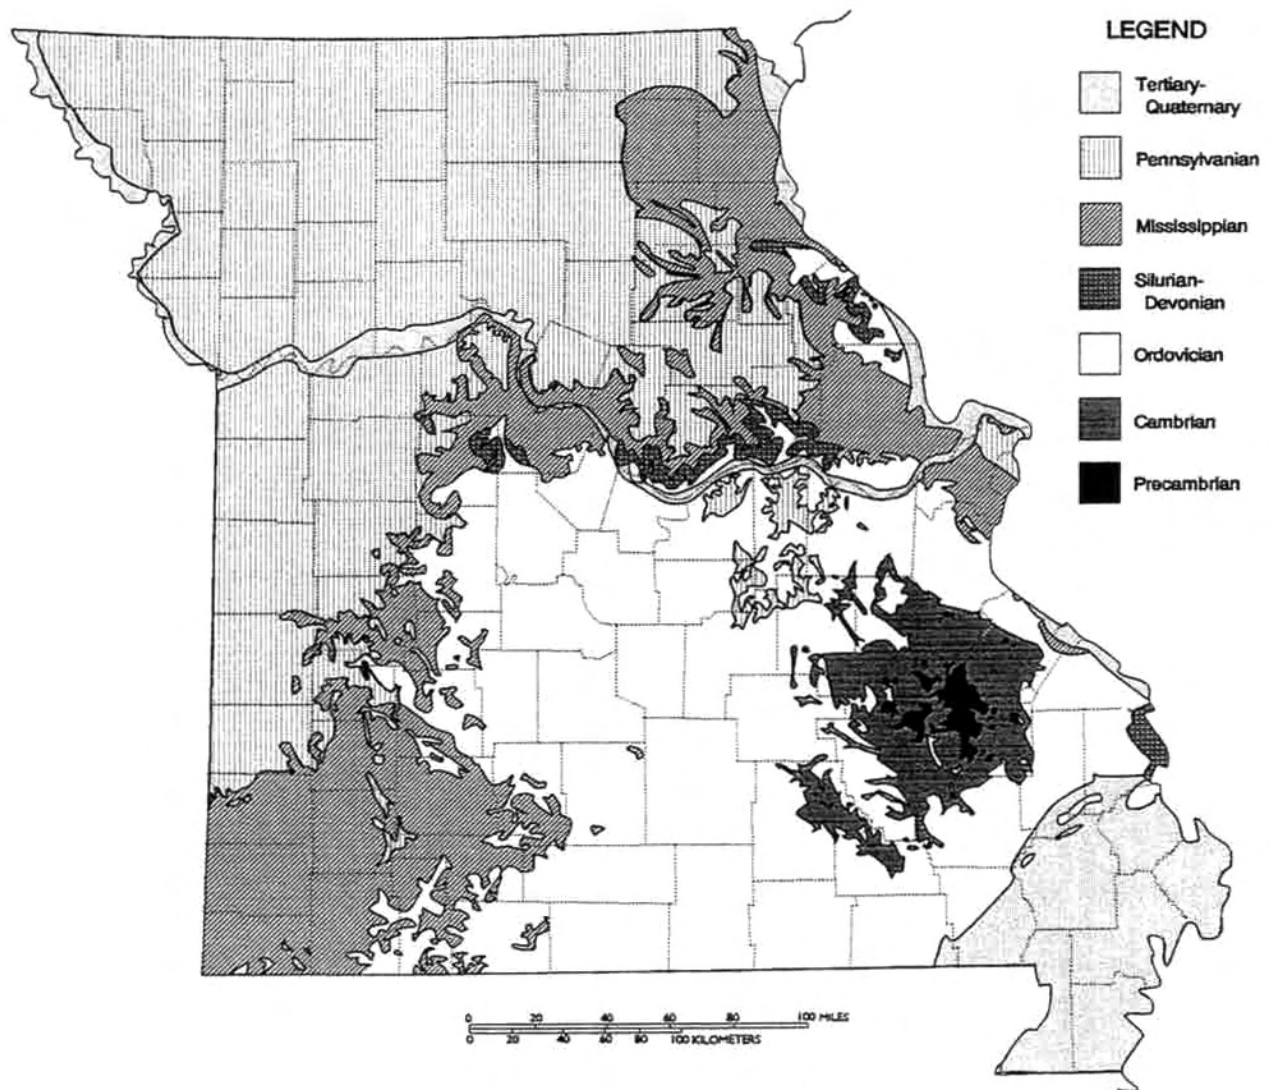 LEGEND
Tertiary-
Quaternary
Pennsylvanian
Mississippian
Silurian-
Devonian
Ordovician
Cambrian
Precambrian
0 20 40 60 80 100 MILES
0 20 40 60 80 100 KILOMETERS